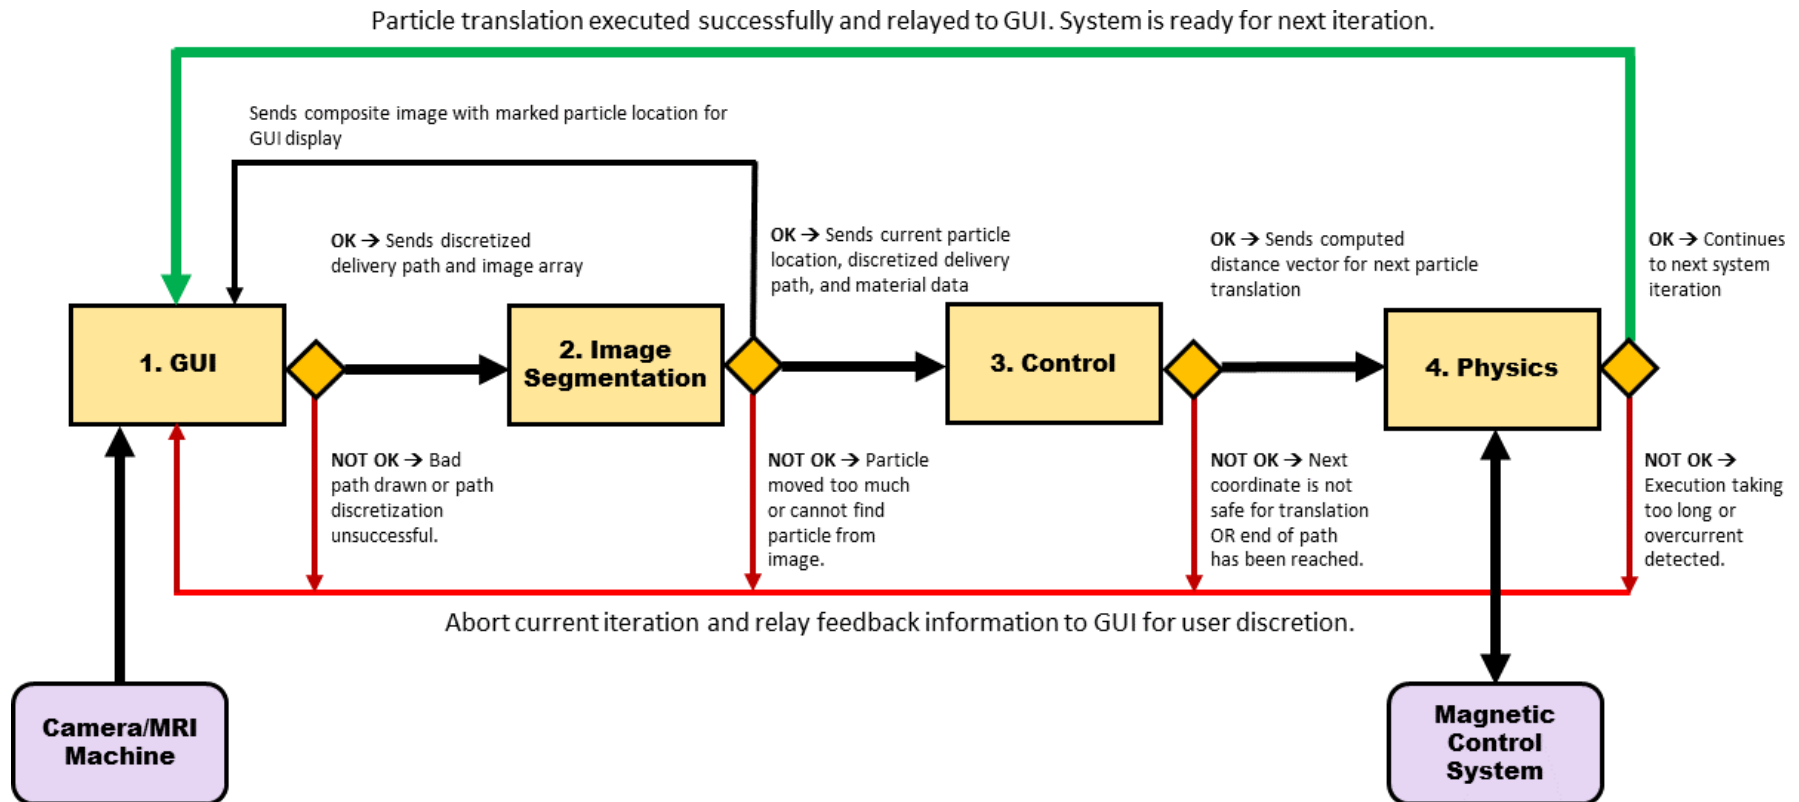 Particle translation executed successfully and relayed to GUI. System is ready for next iteration.
Sends composite image with marked particle location for
GUI display
OK → Sends discretized
delivery path and image array
OK → Sends current particle
location, discretized delivery
path, and material data
OK → Sends computed
distance vector for next particle
translation
OK → Continues
to next system
iteration
1. GUI
2. Image
Segmentation
3. Control
4. Physics
NOT OK → Bad
path drawn or path
discretization
unsuccessful.
NOT OK → Particle
moved too much
or cannot find
particle from
image.
NOT OK → Next
coordinate is not
safe for translation
OR end of path
has been reached.
NOT OK →
Execution taking
too long or
overcurrent
detected.
Abort current iteration and relay feedback information to GUI for user discretion.
Camera/MRI
Machine
Magnetic
Control
System